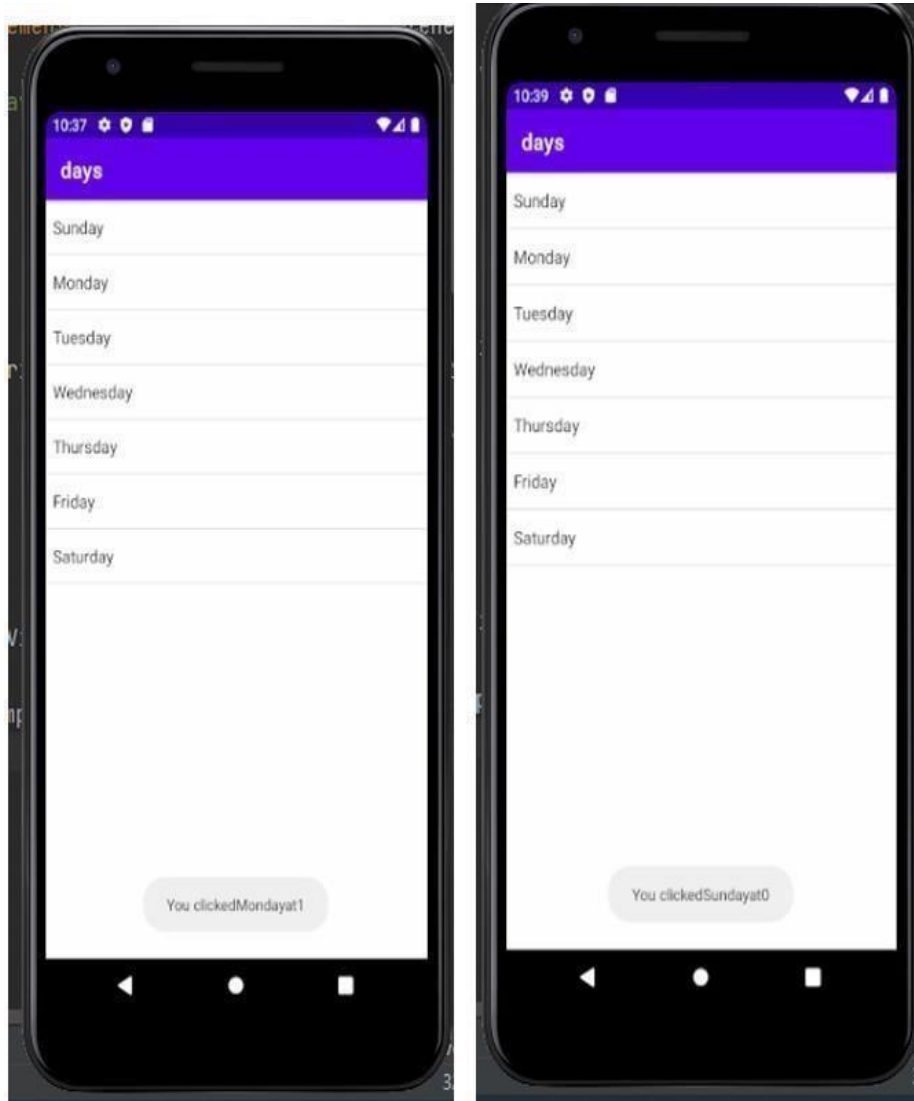 10:37
days
Sunday
Monday
Tuesday
Wednesday
Thursday
Friday
Saturday
You clickedMondayat1
10:39
days
Sunday
Monday
Tuesday
Wednesday
Thursday
Friday
Saturday
You clickedSundayat0